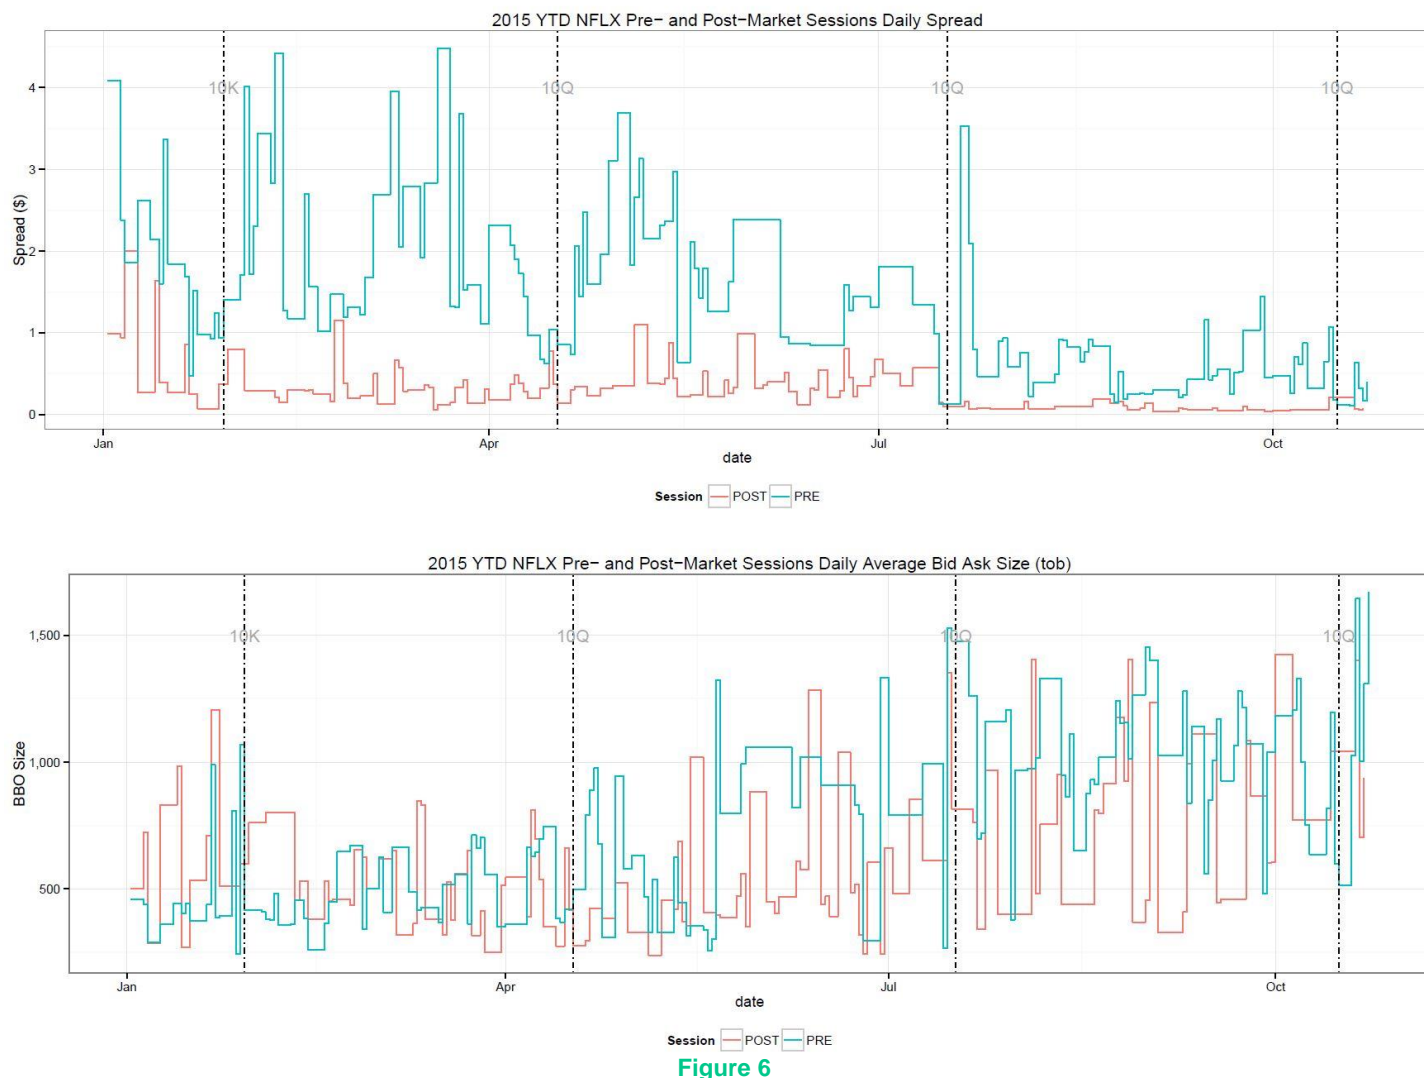 2015 YTD NFLX Pre− and Post−Market Sessions Daily Spread
10K 10Q 10Q 10Q
4
3
2
1
0
Spread ($)
Jan Apr Jul Oct
date
Session POST PRE
2015 YTD NFLX Pre− and Post−Market Sessions Daily Average Bid Ask Size (tob)
10K 10Q 10Q 10Q
1,500
1,000
500
BBO Size
Jan Apr Jul Oct
date
Session POST PRE
Figure 6